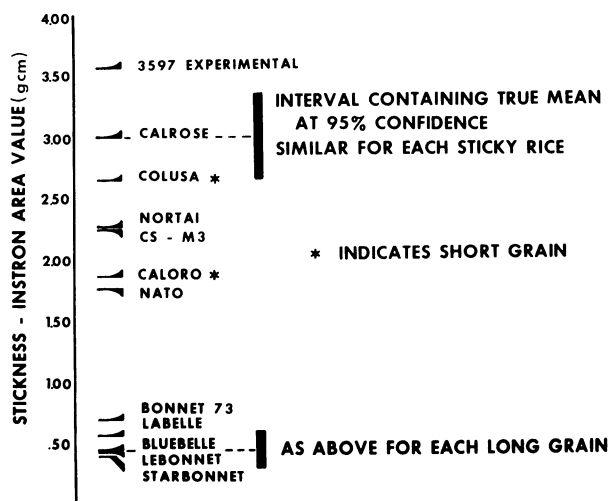 4.00
3.50
3.00
2.50
2.00
1.50
1.00
.50
STICKNESS - INSTRON AREA VALUE (gcm)
3597 EXPERIMENTAL
CALROSE
COLUSA *
NORTAI
CS - M3
CALORO *
NATO
BONNET 73
LABELLE
BLUEBELLE
LEBONNET
STARBONNET
INTERVAL CONTAINING TRUE MEAN
AT 95% CONFIDENCE
SIMILAR FOR EACH STICKY RICE
* INDICATES SHORT GRAIN
AS ABOVE FOR EACH LONG GRAIN